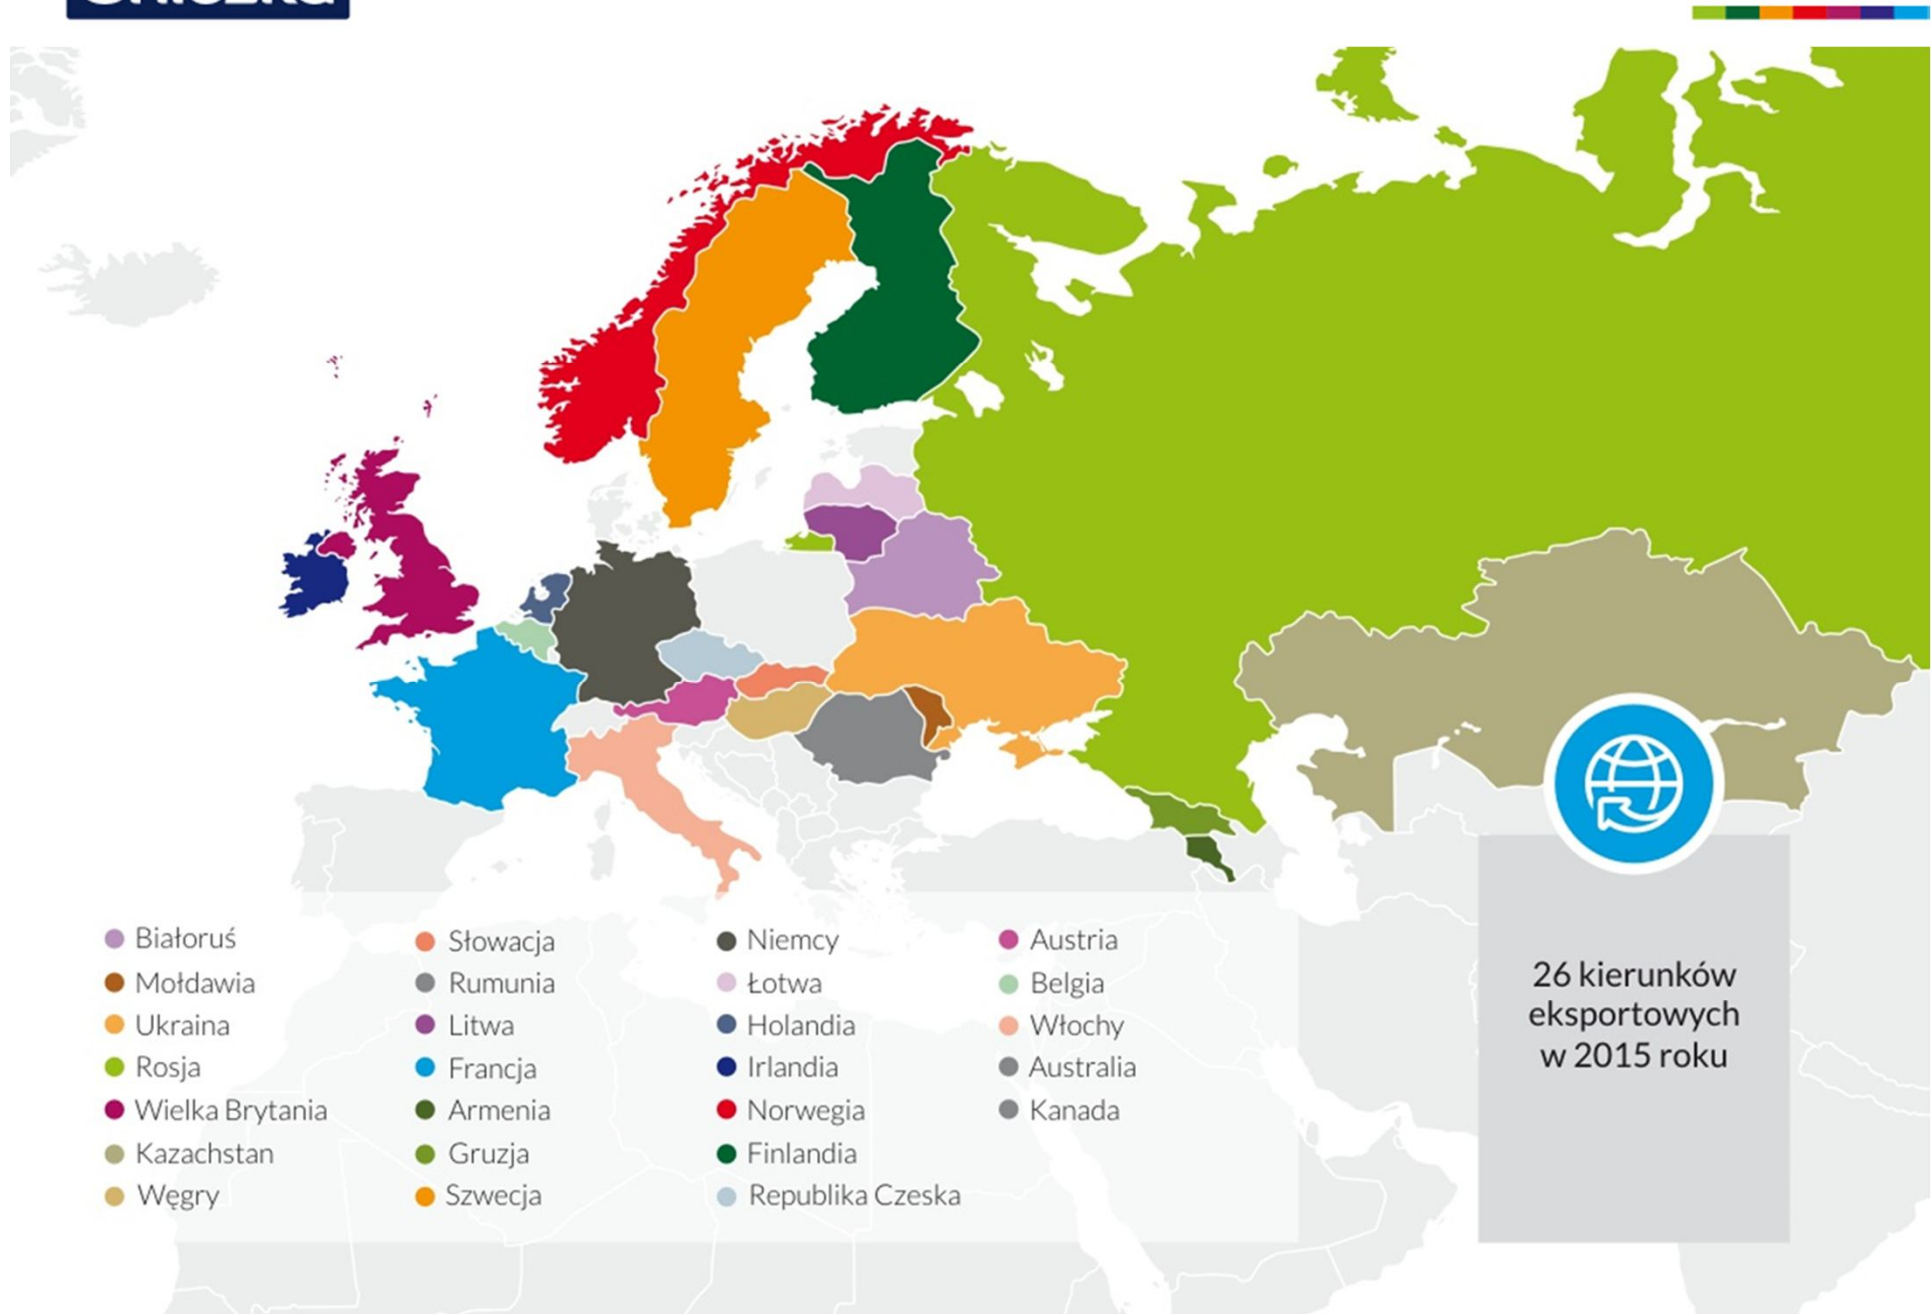 Białoruś
Mołdawia
Ukraina
Rosja
Wielka Brytania
Kazachstan
Węgry
Słowacja
Rumunia
Litwa
Francja
Armenia
Gruzja
Szwecja
Niemcy
Łotwa
Holandia
Irlandia
Norwegia
Finlandia
Republika Czeska
Austria
Belgia
Włochy
Australia
Kanada
26 kierunków
eksportowych
w 2015 roku